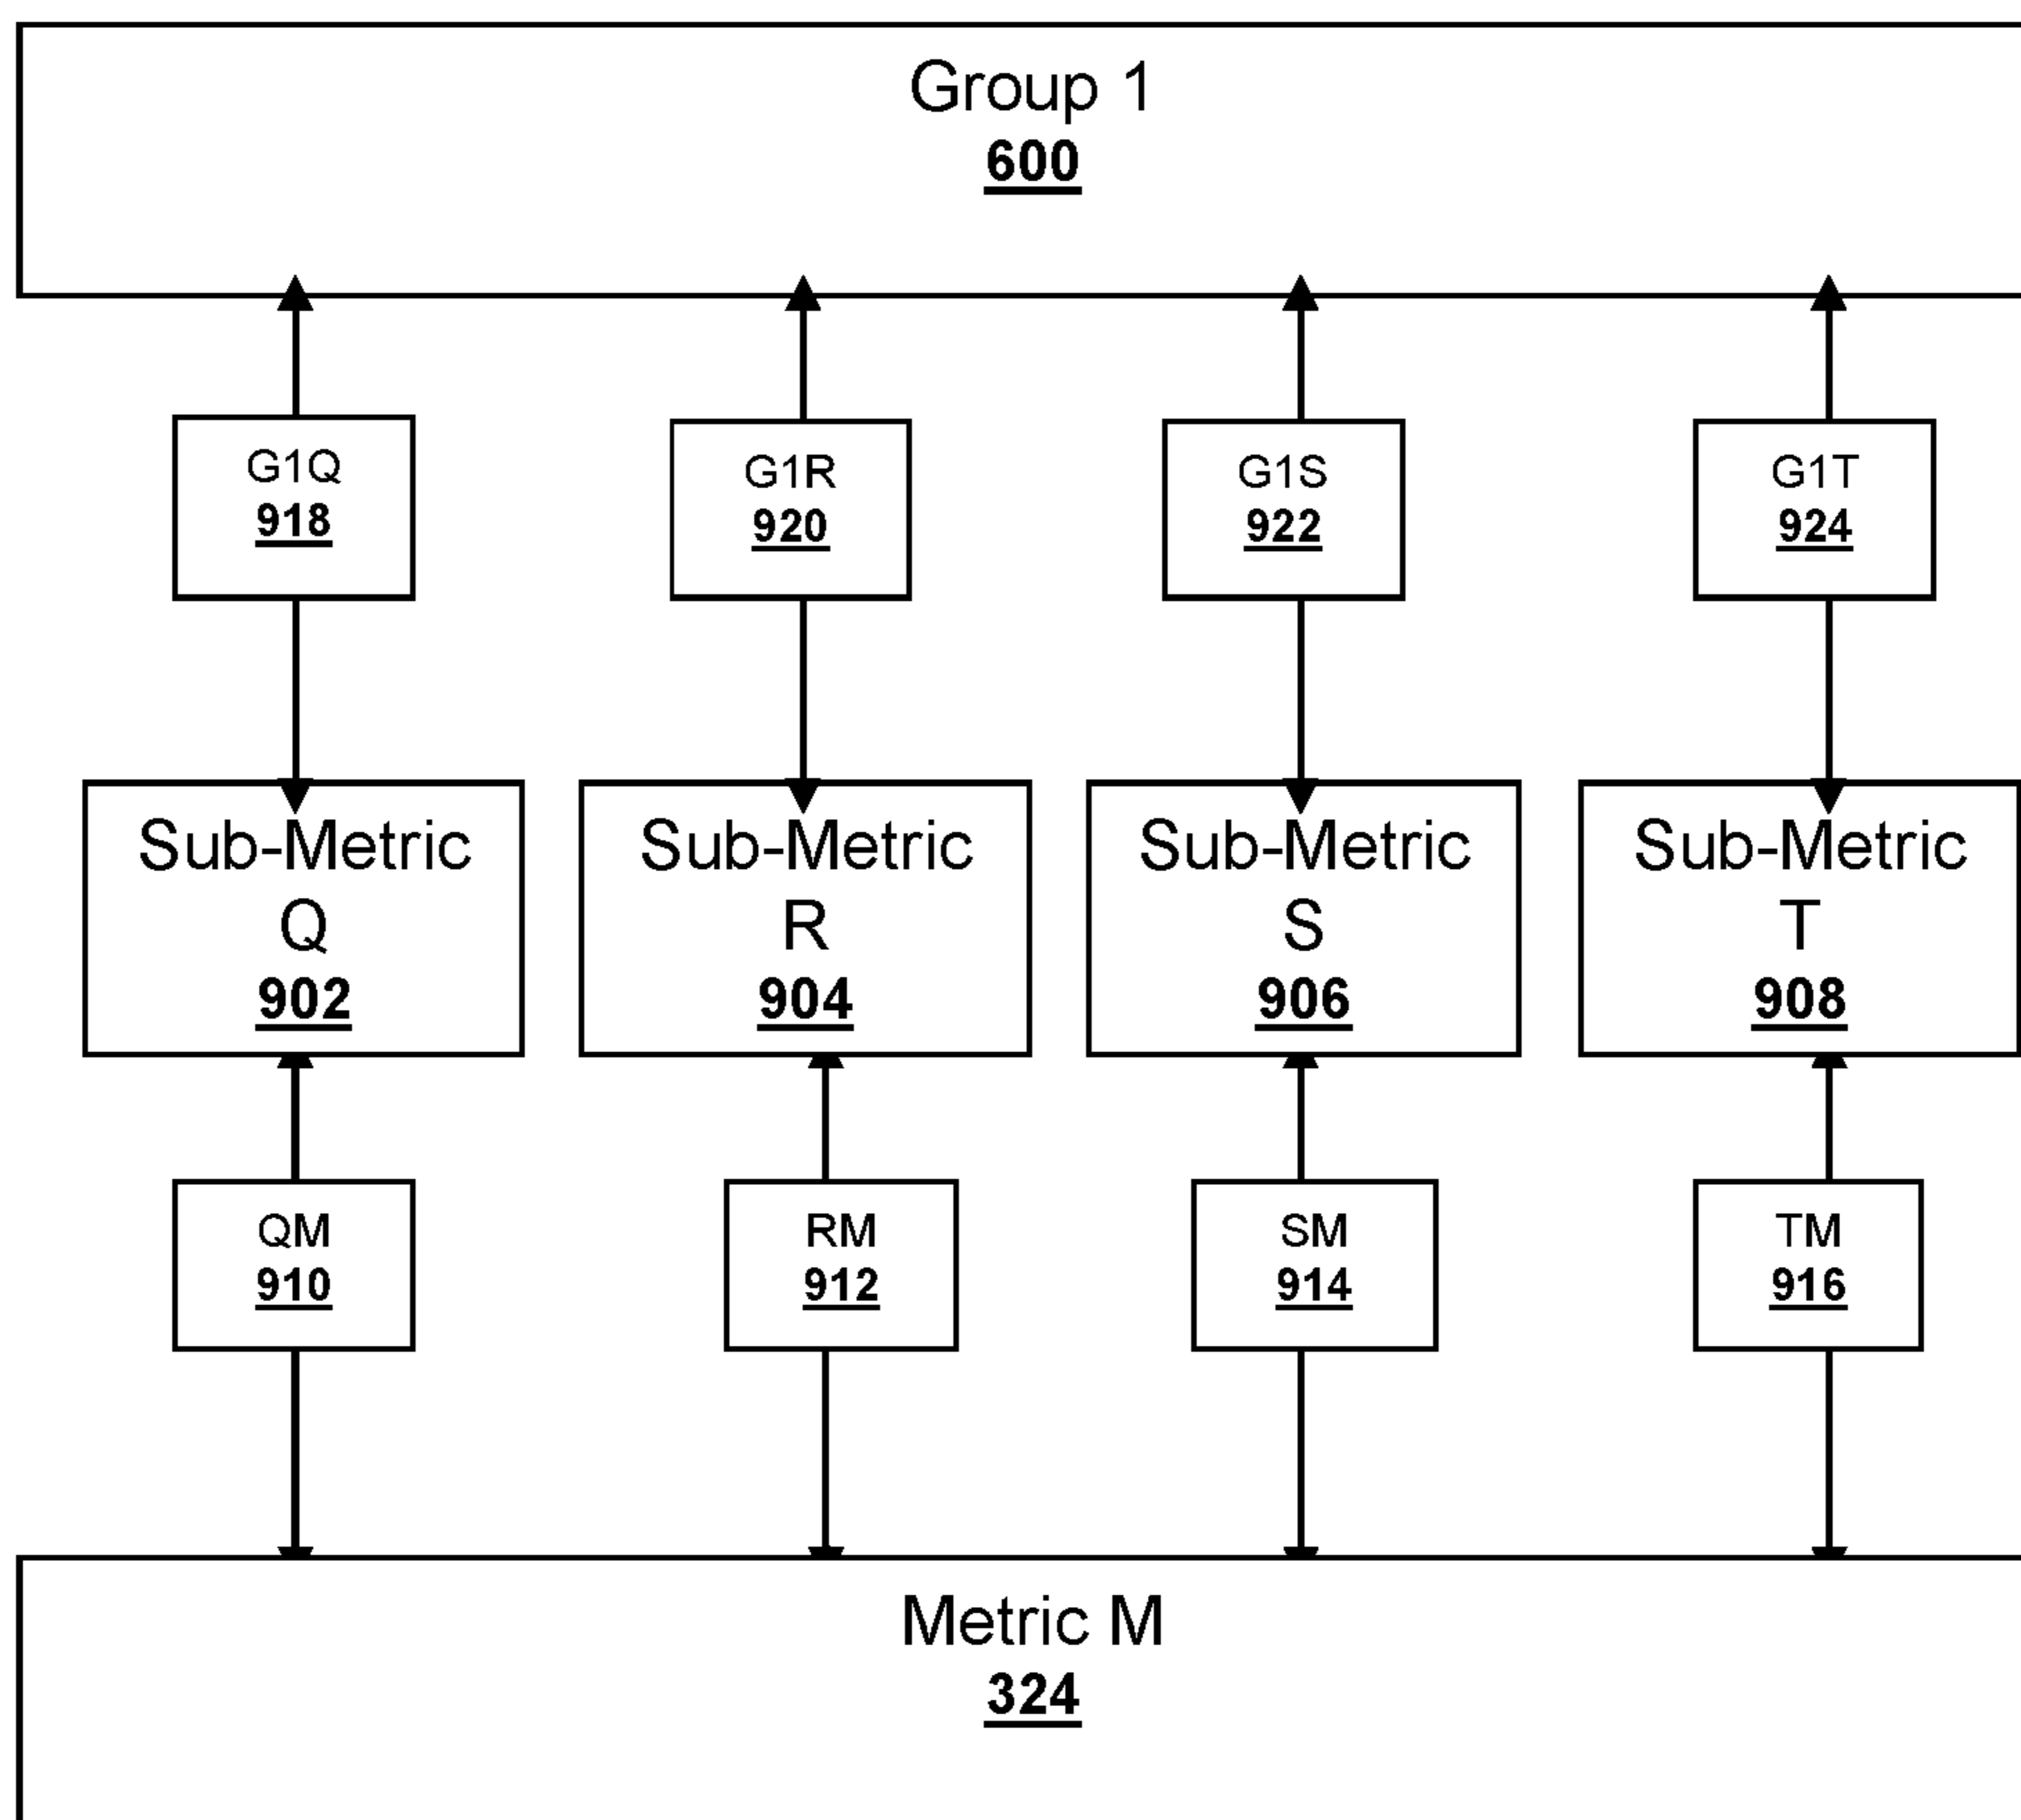 Group 1
600
G1Q
918
G1R
920
G1S
922
G1T
924
Sub-Metric
Q
902
Sub-Metric
R
904
Sub-Metric
S
906
Sub-Metric
T
908
QM
910
RM
912
SM
914
TM
916
Metric M
324